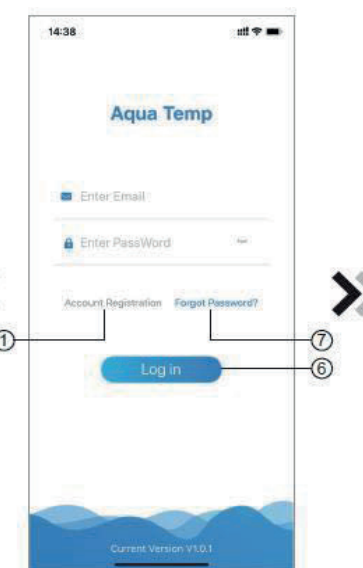 14:38
Aqua Temp
Enter Email
Enter PassWord
Account Registration Forgot Password?
① ⑦
Log in ⑥
Current Version V1.0.1